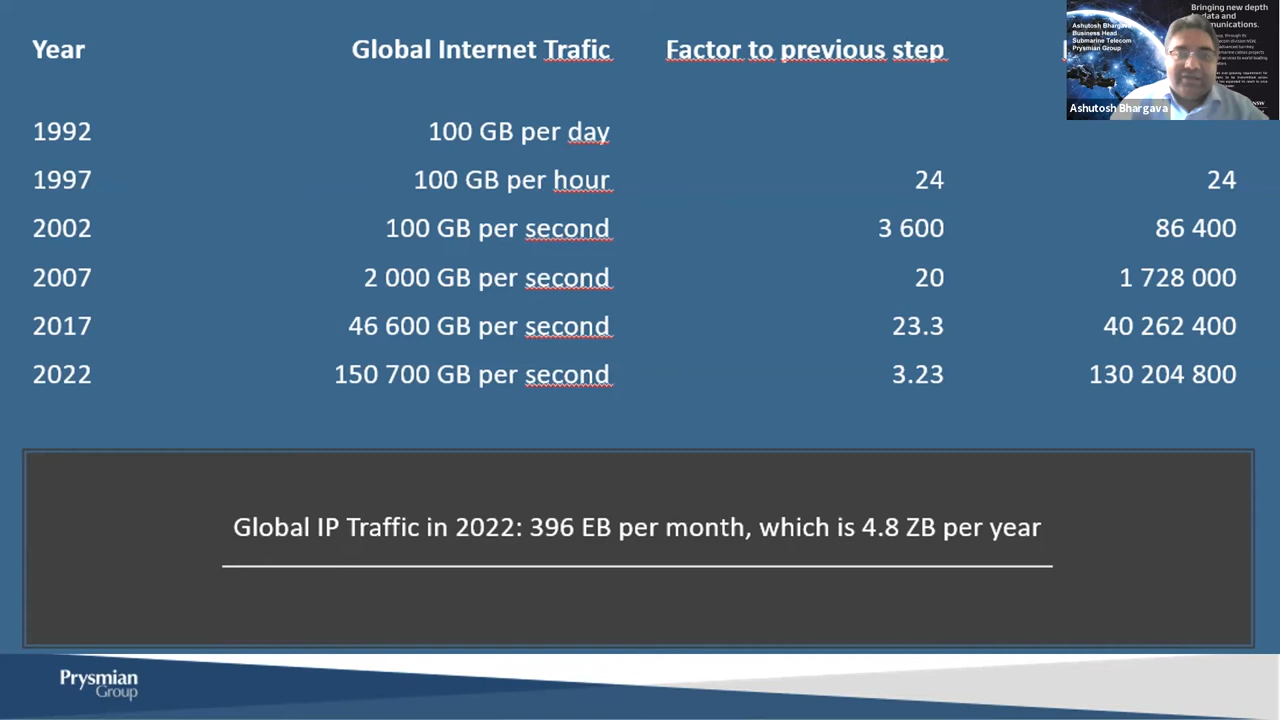 Year Global Internet Trafic Factor to previous step
1992 100 GB per day
1997 100 GB per hour 24 24
2002 100 GB per second 3 600 86 400
2007 2 000 GB per second 20 1 728 000
2017 46 600 GB per second 23.3 40 262 400
2022 150 700 GB per second 3.23 130 204 800
Global IP Traffic in 2022: 396 EB per month, which is 4.8 ZB per year
Prysmian
Group
Ashutosh Bhargava
Business Head
Submarine Telecom
Prysmian Group
Bringing new depth
data and
communications.
Ashutosh Bhargava